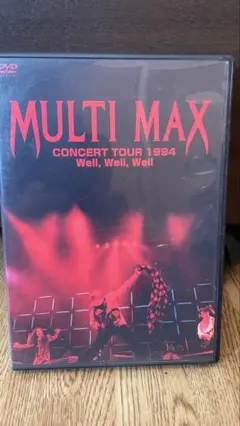 DVD
MULTI MAX
CONCERT TOUR 1994
Well, Well, Well